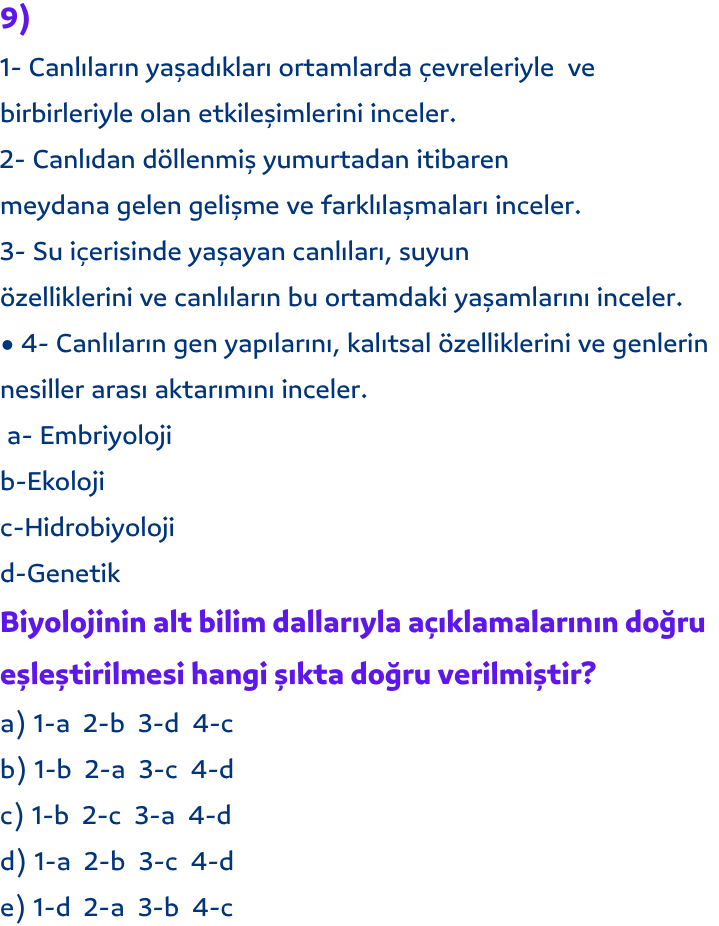 9)
1- Canlıların yaşadıkları ortamlarda çevreleriyle  ve
birbirleriyle olan etkileşimlerini inceler.
2- Canlıdan döllenmiş yumurtadan itibaren
meydana gelen gelişme ve farklılaşmaları inceler.
3- Su içerisinde yaşayan canlıları, suyun
özelliklerini ve canlıların bu ortamdaki yaşamlarını inceler.
• 4- Canlıların gen yapılarını, kalıtsal özelliklerini ve genlerin
nesiller arası aktarımını inceler.
a- Embriyoloji
b-Ekoloji
c-Hidrobiyoloji
d-Genetik
Biyolojinin alt bilim dallarıyla açıklamalarının doğru
eşleştirilmesi hangi şıkta doğru verilmiştir?
a) 1-a  2-b  3-d  4-c
b) 1-b  2-a  3-c  4-d
c) 1-b  2-c  3-a  4-d
d) 1-a  2-b  3-c  4-d
e) 1-d  2-a  3-b  4-c